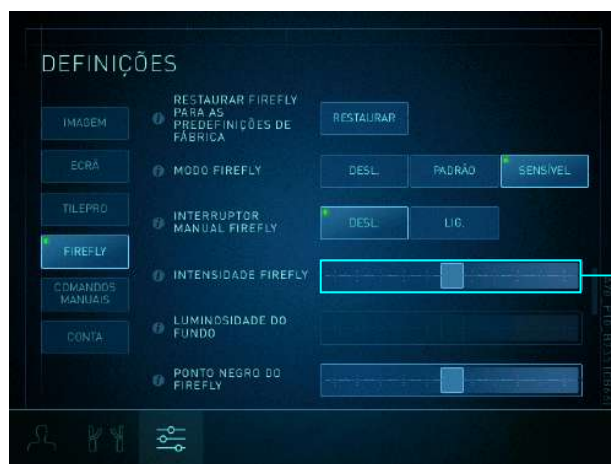 DEFINIÇÕES
IMAGEM
ECRÃ
TILEPRO
FIREFLY
COMANDOS
MANUAIS
CONTA
RESTAURAR FIREFLY
PARA AS
PREDEFINIÇÕES DE
FÁBRICA
RESTAURAR
MODO FIREFLY
DESL.
PADRÃO
SENSÍVEL
INTERRUPTOR
MANUAL FIREFLY
DESL.
LIG.
INTENSIDADE FIREFLY
LUMINOSIDADE DO
FUNDO
PONTO NEGRO DO
FIREFLY